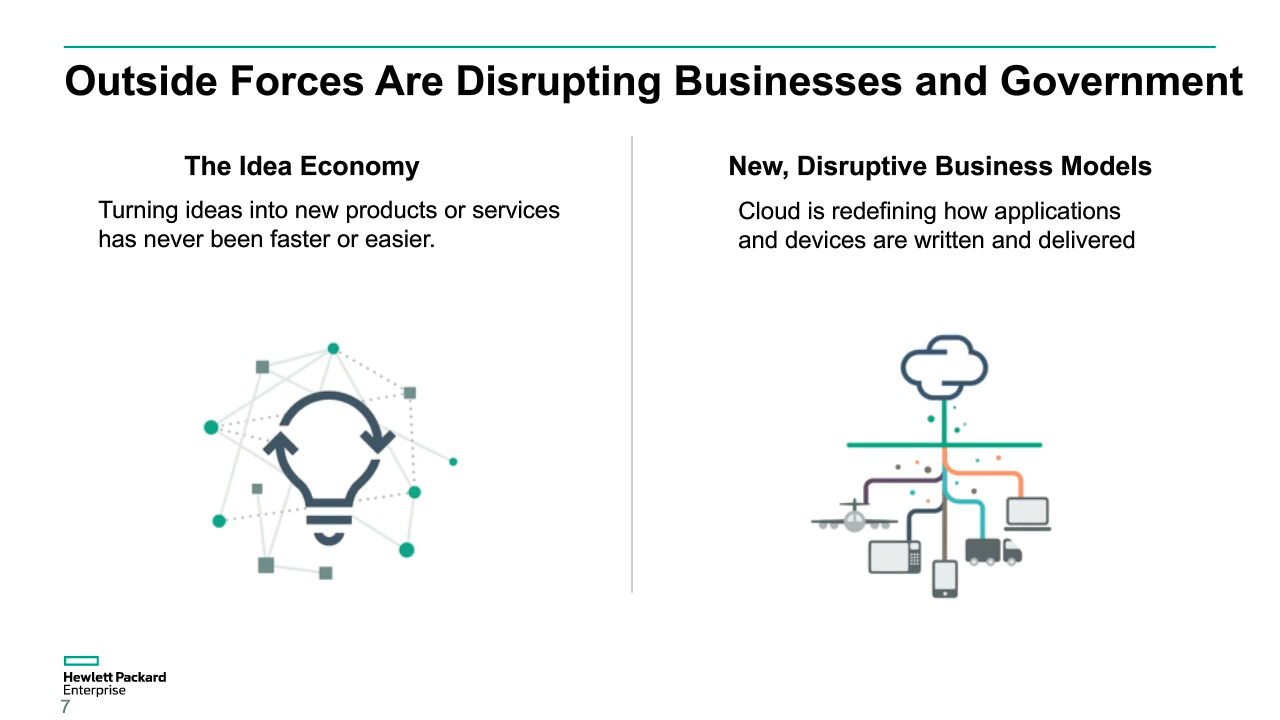 Outside Forces Are Disrupting Businesses and Government
The Idea Economy
Turning ideas into new products or services
has never been faster or easier.
New, Disruptive Business Models
Cloud is redefining how applications
and devices are written and delivered
Hewlett Packard
Enterprise
7